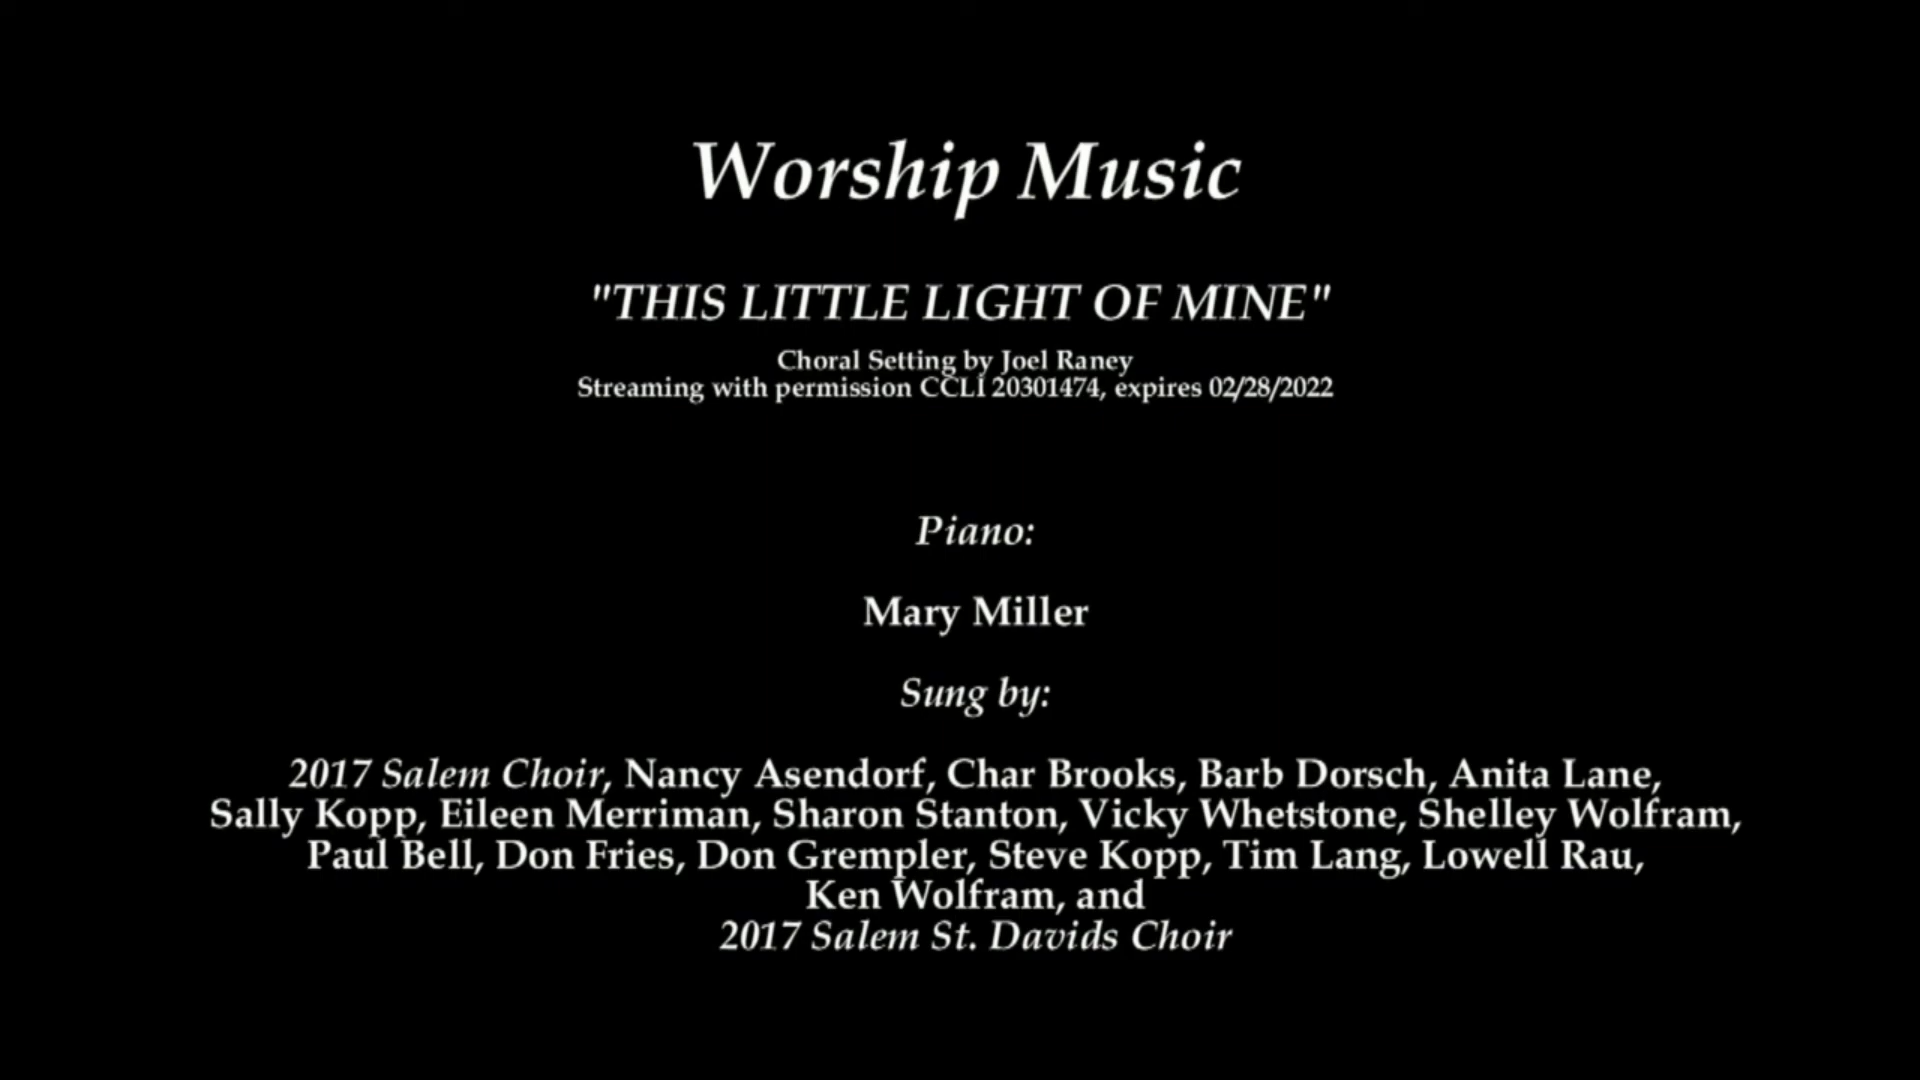 Worship Music
"THIS LITTLE LIGHT OF MINE"
Choral Setting by Joel Raney
Streaming with permission CCLI 20301474, expires 02/28/2022
Piano:
Mary Miller
Sung by:
2017 Salem Choir, Nancy Asendorf, Char Brooks, Barb Dorsch, Anita Lane,
Sally Kopp, Eileen Merriman, Sharon Stanton, Vicky Whetstone, Shelley Wolfram,
Paul Bell, Don Fries, Don Grempler, Steve Kopp, Tim Lang, Lowell Rau,
Ken Wolfram, and
2017 Salem St. Davids Choir